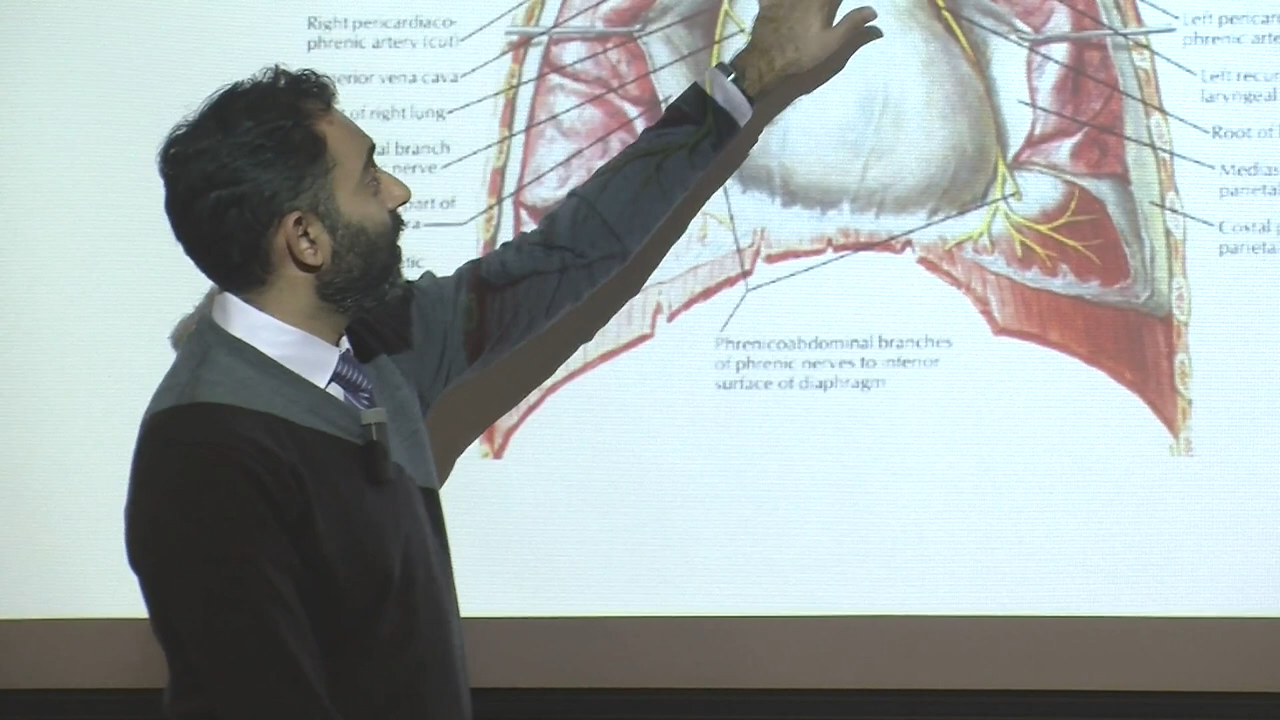 Right pericardiaco-
phrenic artery (cut)
erior vena cava
of right lung
al branch
nerve
part of
Left pericar
phrenic arte
Left recur
laryngeal
Root of
Medias
parieta
Costal
parieta
Phrenicoabdominal branches
of phrenic nerves to inferior
surface of diaphragm